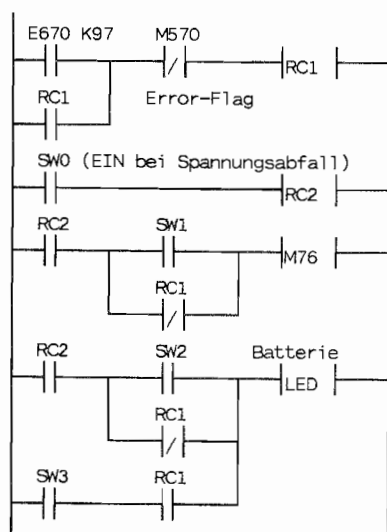 E670 K97 M570
RC1
RC1
Error-Flag
SW0 (EIN bei Spannungsabfall)
RC2
RC2 SW1
M76
RC1
RC2 SW2 Batterie
LED
RC1
SW3 RC1